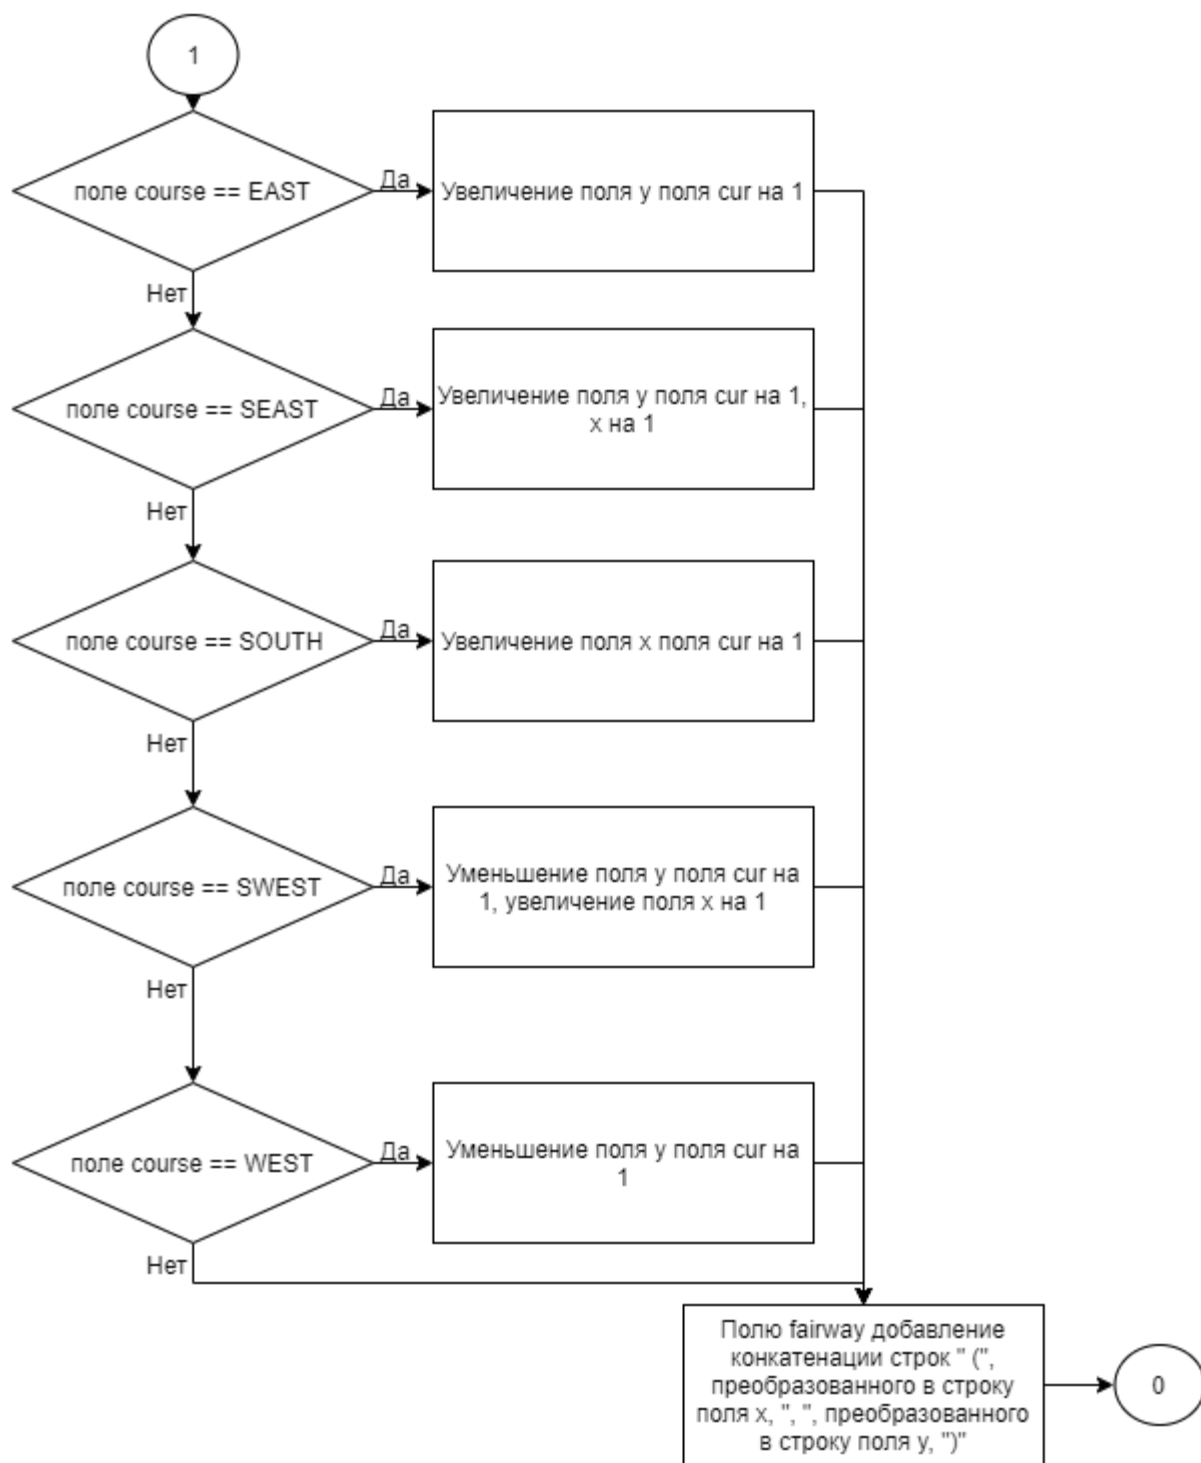 1
поле course == EAST
Да
Увеличение поля y поля cur на 1
Нет
поле course == SEAST
Да
Увеличение поля y поля cur на 1,
x на 1
Нет
поле course == SOUTH
Да
Увеличение поля x поля cur на 1
Нет
поле course == SWEST
Да
Уменьшение поля y поля cur на
1, увеличение поля x на 1
Нет
поле course == WEST
Да
Уменьшение поля y поля cur на
1
Нет
Полю fairway добавление
конкатенации строк " (",
преобразованного в строку
поля x, ", ", преобразованного
в строку поля y, ")"
0